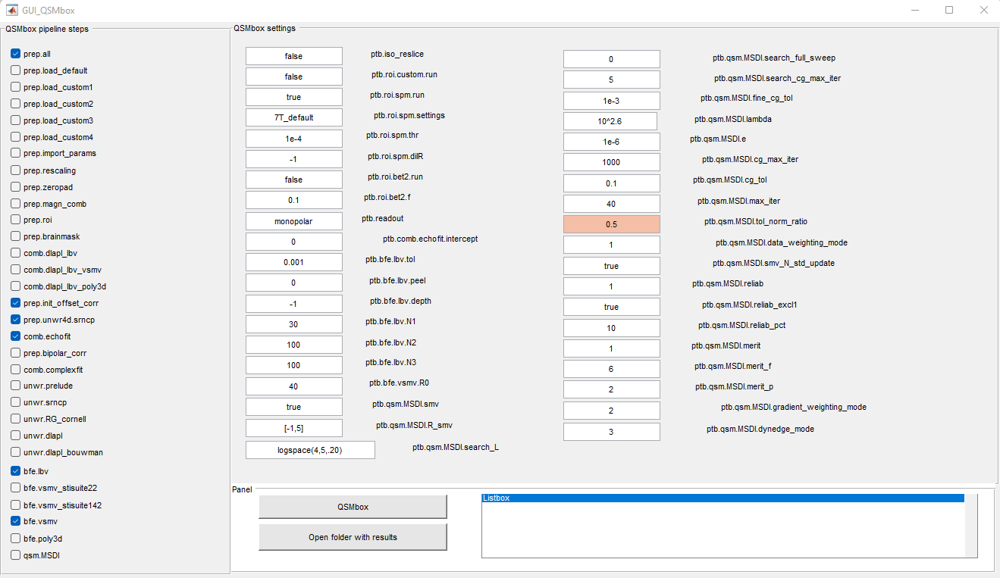 GUI_QSMbox
QSMbox pipeline steps
prep.all
prep.load_default
prep.load_custom1
prep.load_custom2
prep.load_custom3
prep.load_custom4
prep.import_params
prep.rescaling
prep.zeropad
prep.magn_comb
prep.roi
prep.brainmask
comb.dlapl_lbv
comb.dlapl_lbv_vsmv
comb.dlapl_lbv_poly3d
prep.init_offset_corr
prep.unwr4d.srncp
comb.echofit
prep.bipolar_corr
comb.complexfit
unwr.prelude
unwr.srncp
unwr.RG_cornell
unwr.dlapl
unwr.dlapl_bouwman
bfe.lbv
bfe.vsmv_stisuite22
bfe.vsmv_stisuite142
bfe.vsmv
bfe.poly3d
qsm.MSDI
QSMbox settings
false ptb.iso_reslice
false ptb.roi.custom.run
true ptb.roi.spm.run
7T_default ptb.roi.spm.settings
1e-4 ptb.roi.spm.thr
-1 ptb.roi.spm.dilR
false ptb.roi.bet2.run
0.1 ptb.roi.bet2.f
monopolar ptb.readout
0 ptb.comb.echofit.intercept
0.001 ptb.bfe.lbv.tol
0 ptb.bfe.lbv.peel
-1 ptb.bfe.lbv.depth
30 ptb.bfe.lbv.N1
100 ptb.bfe.lbv.N2
100 ptb.bfe.lbv.N3
40 ptb.bfe.vsmv.R0
true ptb.qsm.MSDI.smv
[-1,5] ptb.qsm.MSDI.R_smv
logspace(4,5,.20) ptb.qsm.MSDI.search_L
0 ptb.qsm.MSDI.search_full_sweep
5 ptb.qsm.MSDI.search_cg_max_iter
1e-3 ptb.qsm.MSDI.fine_cg_tol
10^2.6 ptb.qsm.MSDI.lambda
1e-6 ptb.qsm.MSDI.e
1000 ptb.qsm.MSDI.cg_max_iter
0.1 ptb.qsm.MSDI.cg_tol
40 ptb.qsm.MSDI.max_iter
0.5 ptb.qsm.MSDI.tol_norm_ratio
1 ptb.qsm.MSDI.data_weighting_mode
true ptb.qsm.MSDI.smv_N_std_update
1 ptb.qsm.MSDI.reliab
true ptb.qsm.MSDI.reliab_excl1
10 ptb.qsm.MSDI.reliab_pct
1 ptb.qsm.MSDI.merit
6 ptb.qsm.MSDI.merit_f
2 ptb.qsm.MSDI.merit_p
2 ptb.qsm.MSDI.gradient_weighting_mode
3 ptb.qsm.MSDI.dynedge_mode
Panel
QSMbox
Open folder with results
Listbox